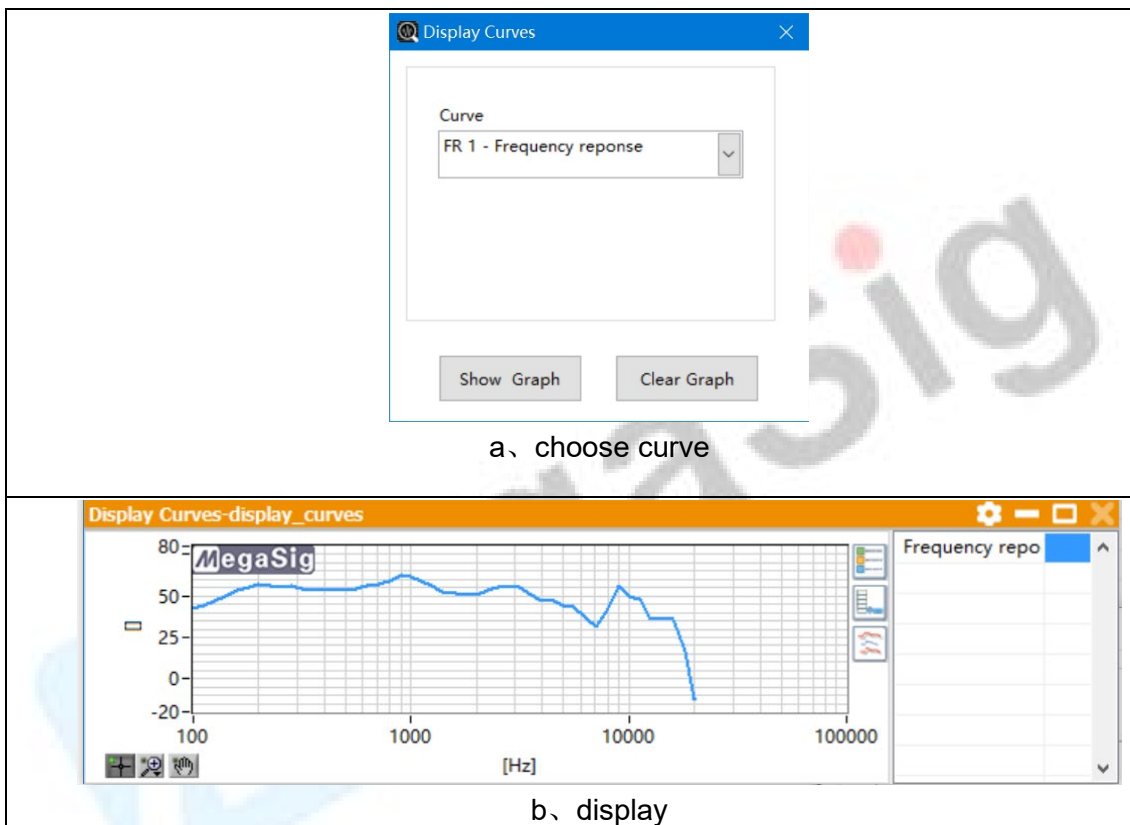 Display Curves
Curve
FR 1 - Frequency reponse
Show Graph
Clear Graph
a、choose curve
Display Curves-display_curves
MegaSig
Frequency repo
80
50
25
0
-20
100
1000
10000
100000
[Hz]
b、display